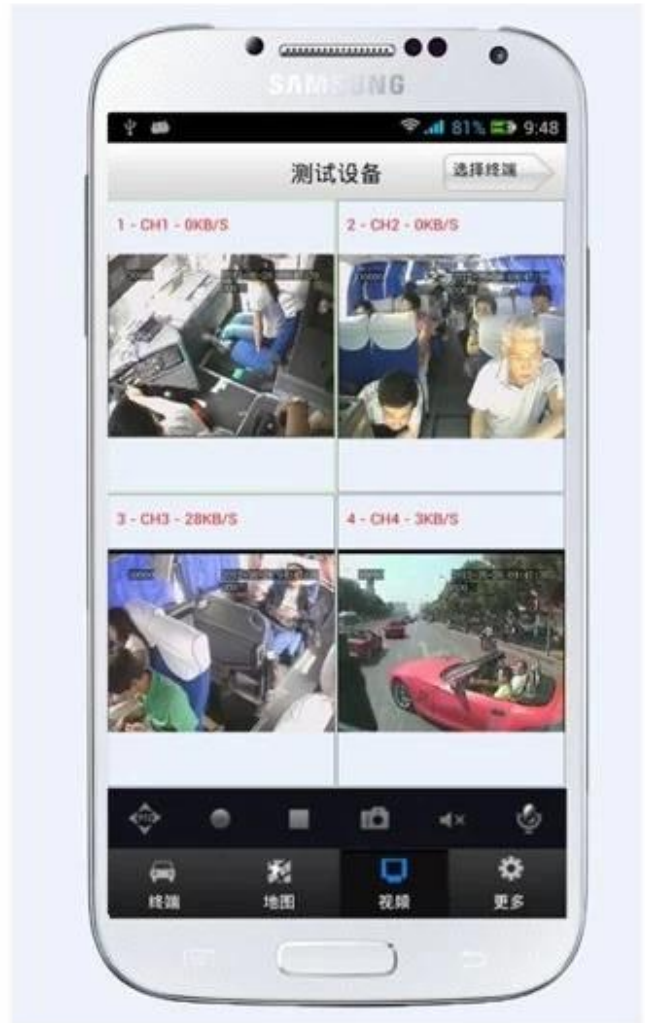 SAMSUNG
81% 9:48
测试设备
选择终端
1 - CH1 - 0KB/S
2 - CH2 - 0KB/S
3 - CH3 - 28KB/S
4 - CH4 - 3KB/S
终端
地图
视频
更多